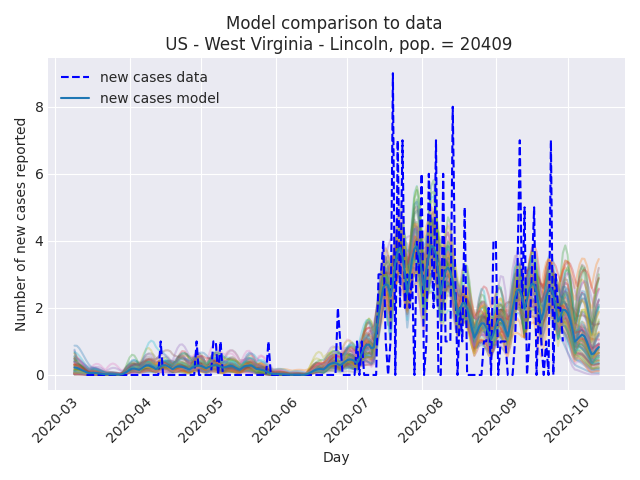 Model comparison to data
US - West Virginia - Lincoln, pop. = 20409
new cases data
new cases model
Number of new cases reported
8
6
4
2
0
2020-03
2020-04
2020-05
2020-06
2020-07
2020-08
2020-09
2020-10
Day